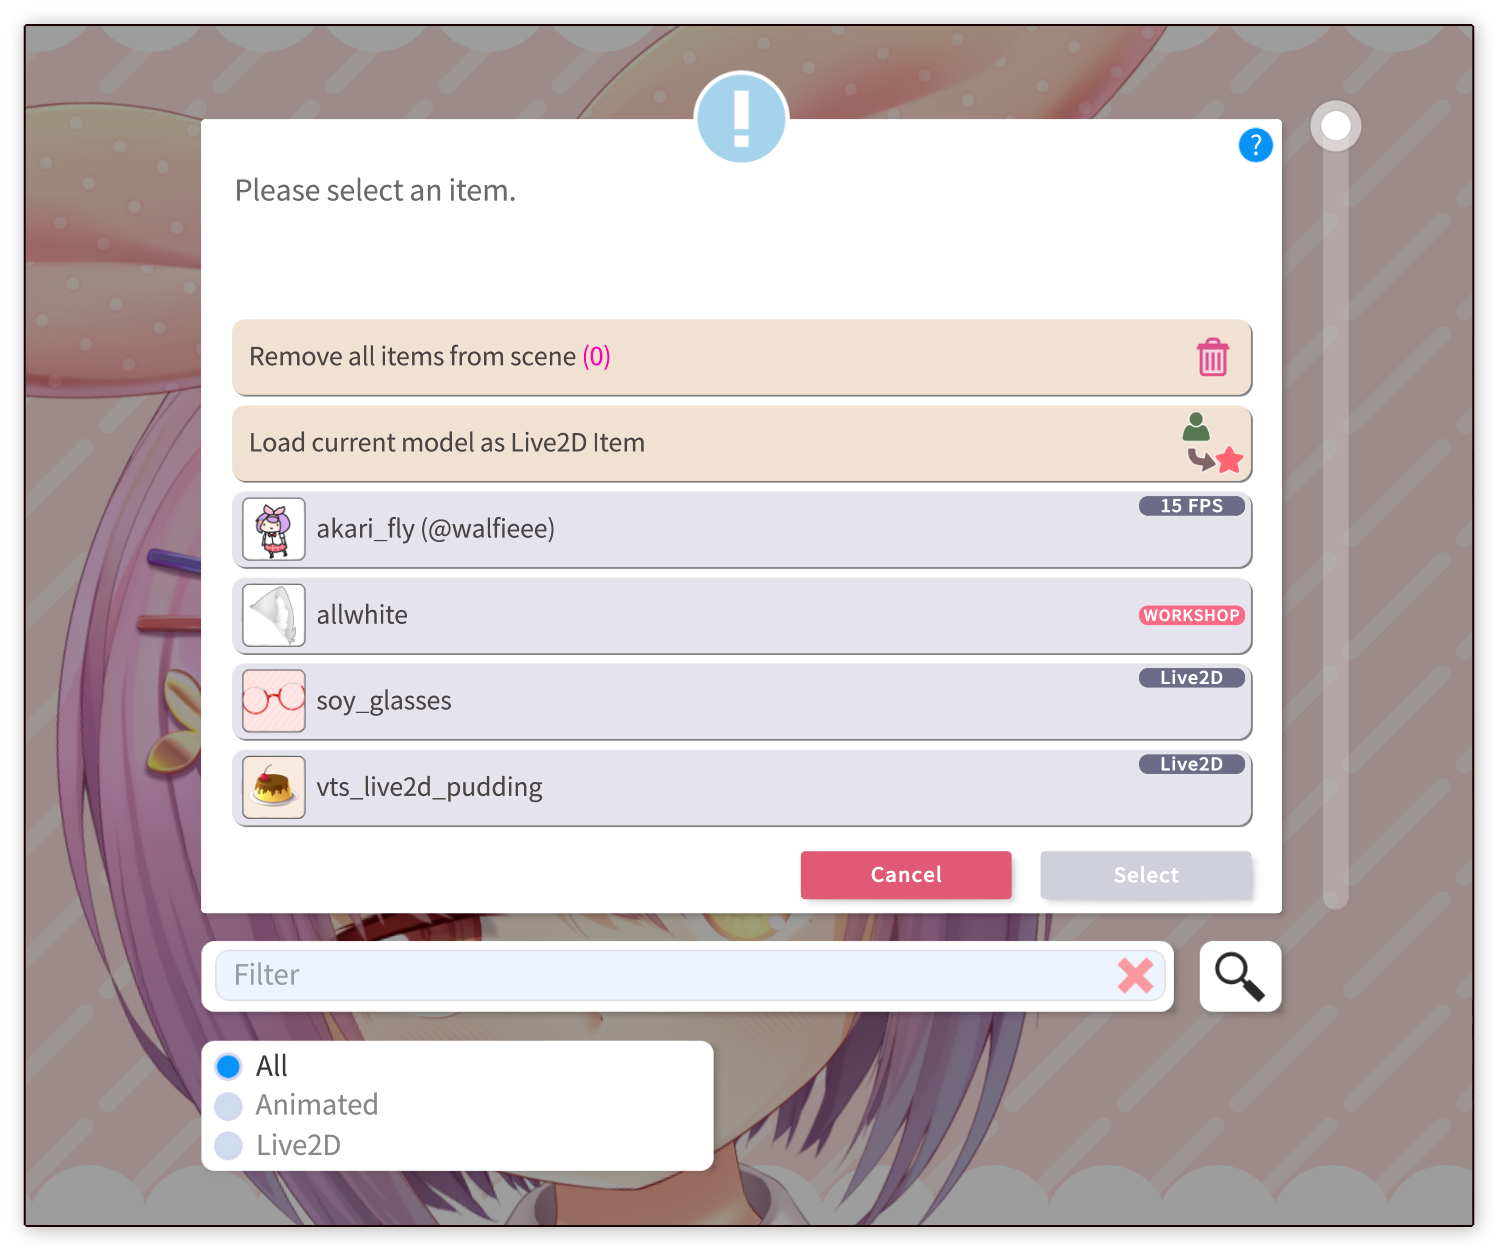 ?
Please select an item.
Remove all items from scene (0)
Load current model as Live2D Item
akari_fly (@walfieee)
15 FPS
allwhite
WORKSHOP
soy_glasses
Live2D
vts_live2d_pudding
Live2D
Cancel
Select
Filter
All
Animated
Live2D